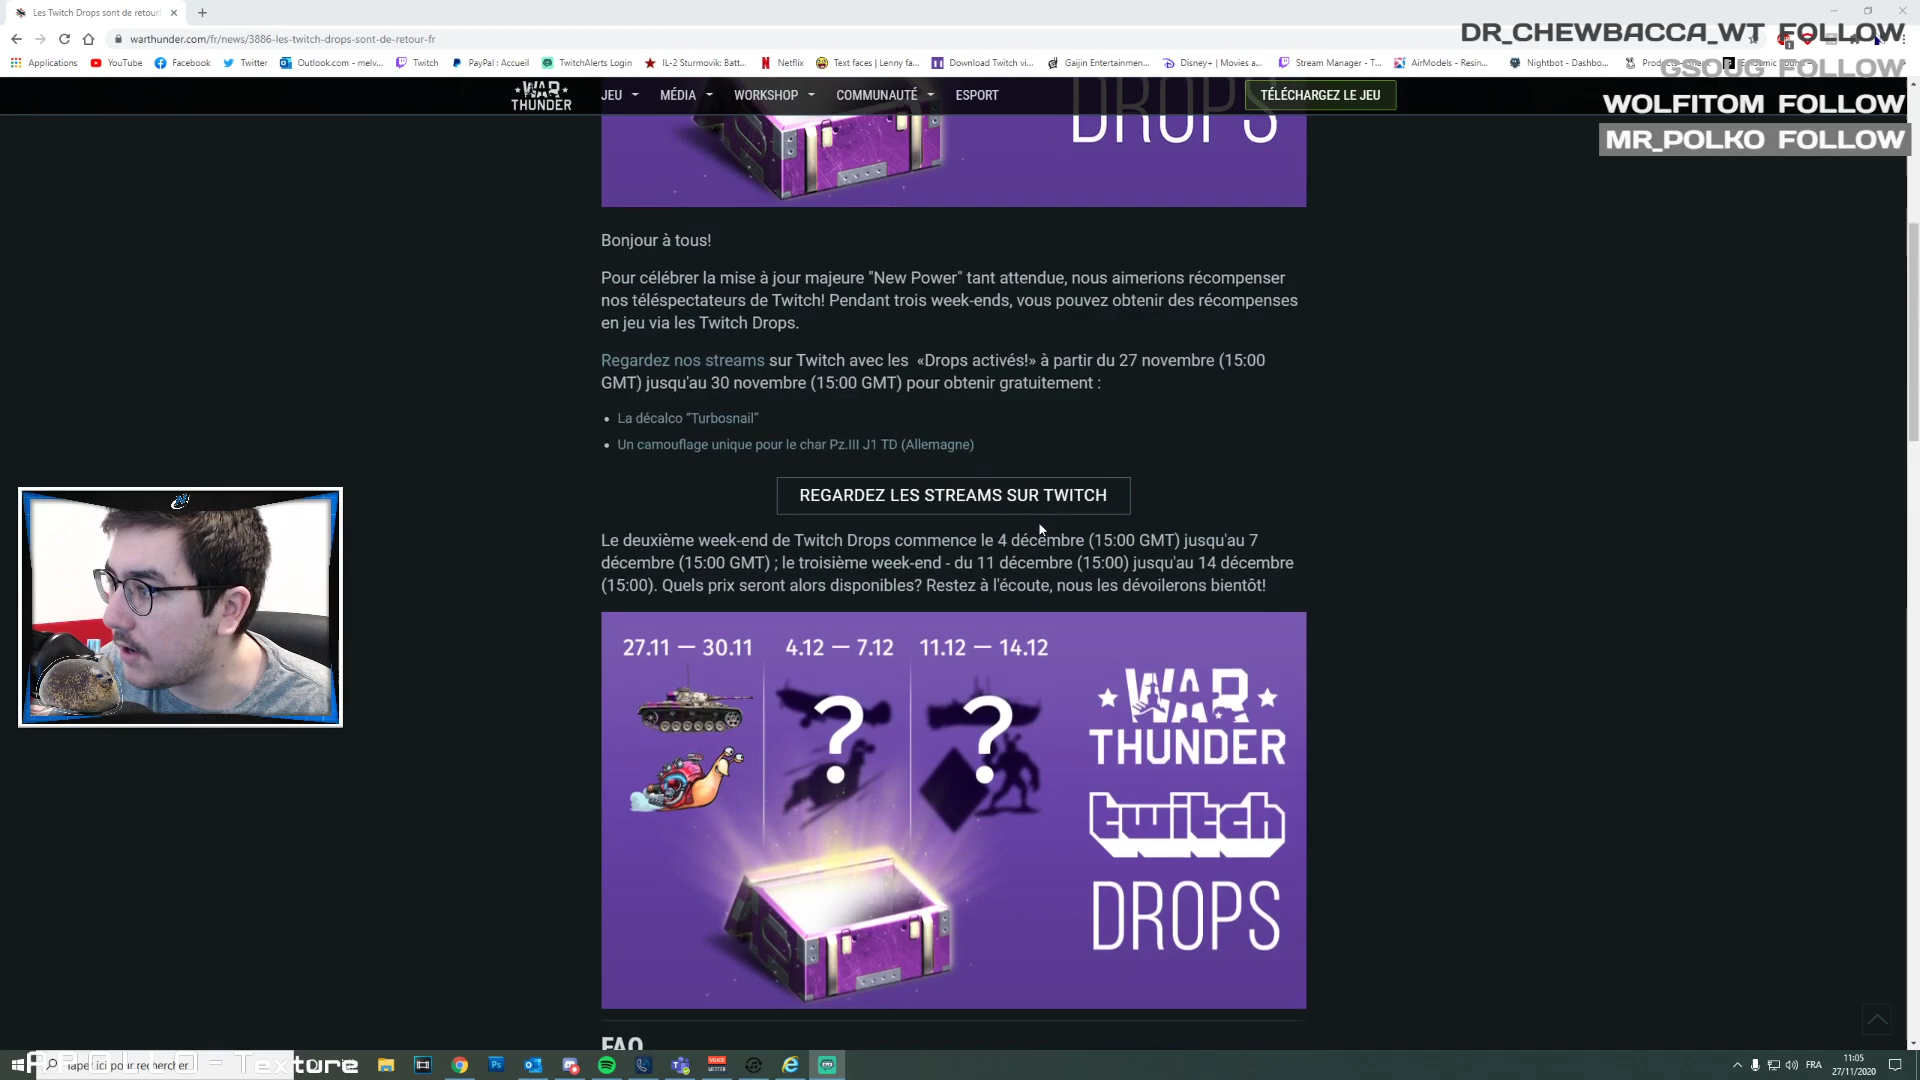 Les Twitch Drops sont de retour!
warthunder.com/fr/news/3886-les-twitch-drops-sont-de-retour-fr
DR_CHEWBACCA_WT FOLLOW
Applications YouTube Facebook Twitter Outlook.com - melv... Twitch PayPal : Accueil TwitchAlerts Login IL-2 Sturmovik: Batt... Netflix Text faces | Lenny fa... Download Twitch vi... Gaijin Entertainmen... Disney+ | Movies a... Stream Manager - T... AirModels - Resin... Nightbot - Dashbo...
GSOUG FOLLOW
WAR THUNDER JEU MÉDIA WORKSHOP COMMUNAUTÉ ESPORT TÉLÉCHARGEZ LE JEU
WOLFITOM FOLLOW
DROPS
MR_POLKO FOLLOW
Bonjour à tous!
Pour célébrer la mise à jour majeure "New Power" tant attendue, nous aimerions récompenser
nos téléspectateurs de Twitch! Pendant trois week-ends, vous pouvez obtenir des récompenses
en jeu via les Twitch Drops.
Regardez nos streams sur Twitch avec les «Drops activés!» à partir du 27 novembre (15:00
GMT) jusqu'au 30 novembre (15:00 GMT) pour obtenir gratuitement :
La décalco “Turbosnail”
Un camouflage unique pour le char Pz.III J1 TD (Allemagne)
REGARDEZ LES STREAMS SUR TWITCH
Le deuxième week-end de Twitch Drops commence le 4 décembre (15:00 GMT) jusqu'au 7
décembre (15:00 GMT) ; le troisième week-end - du 11 décembre (15:00) jusqu'au 14 décembre
(15:00). Quels prix seront alors disponibles? Restez à l'écoute, nous les dévoilerons bientôt!
27.11 — 30.11 4.12 — 7.12 11.12 — 14.12
? ?
WAR
THUNDER
twitch
DROPS
FAQ
Texture
pour rechercher
FRA
11:05
27/11/2020